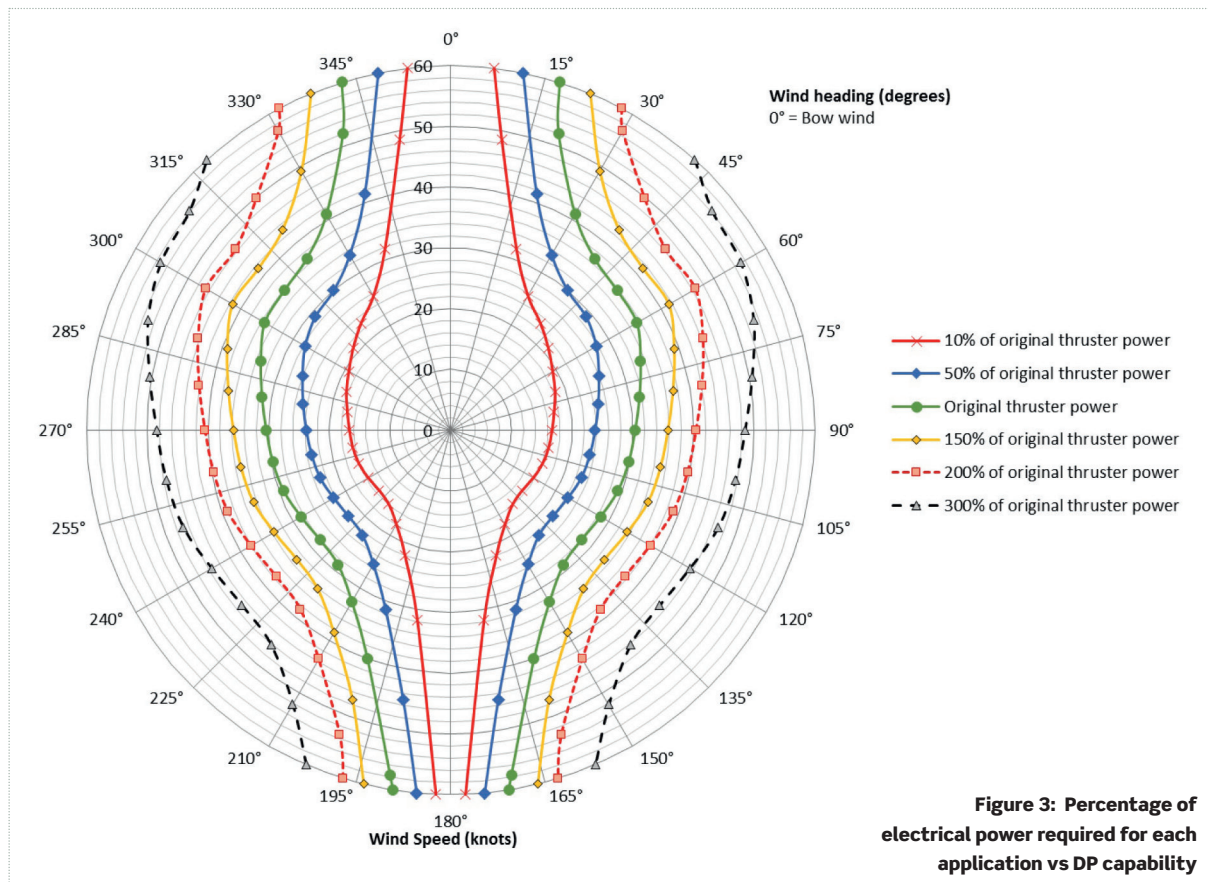 0°
345°
15°
60
330°
30°
Wind heading (degrees)
0° = Bow wind
50
315°
45°
40
300°
60°
30
20
285°
75°
10
10% of original thruster power
50% of original thruster power
Original thruster power
270°
0
90°
150% of original thruster power
200% of original thruster power
300% of original thruster power
255°
105°
240°
120°
225°
135°
210°
150°
195°
165°
180°
Wind Speed (knots)
Figure 3: Percentage of
electrical power required for each
application vs DP capability